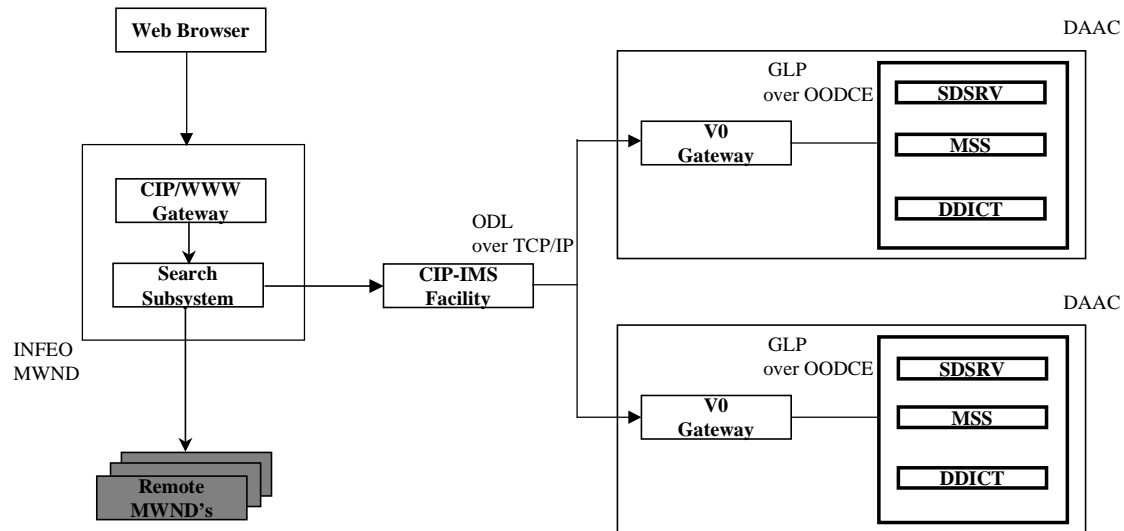 Web Browser
CIP/WWW
Gateway
Search
Subsystem
INFEO
MWND
Remote
MWND's
ODL
over TCP/IP
CIP-IMS
Facility
DAAC
GLP
over OODCE
V0
Gateway
SDSRV
MSS
DDICT
DAAC
GLP
over OODCE
V0
Gateway
SDSRV
MSS
DDICT